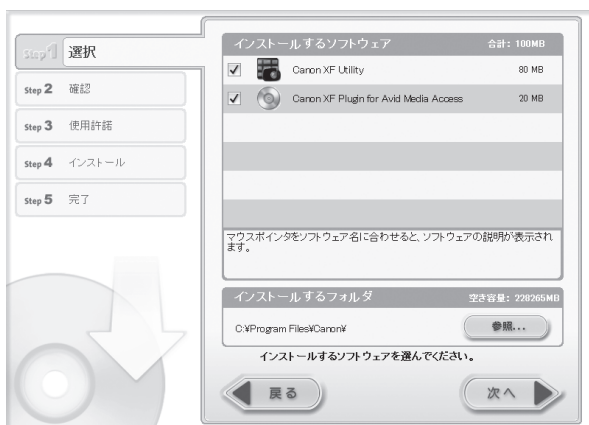 Step 1 選択
Step 2 確認
Step 3 使用許諾
Step 4 インストール
Step 5 完了
インストールするソフトウェア 合計: 100MB
Canon XF Utility 80 MB
Canon XF Plugin for Avid Media Access 20 MB
マウスポインタをソフトウェア名に合わせると、ソフトウェアの説明が表示され
ます。
インストールするフォルダ 空き容量: 220265MB
C:¥Program Files¥Canon¥ 参照...
インストールするソフトウェアを選んでください。
戻る 次へ